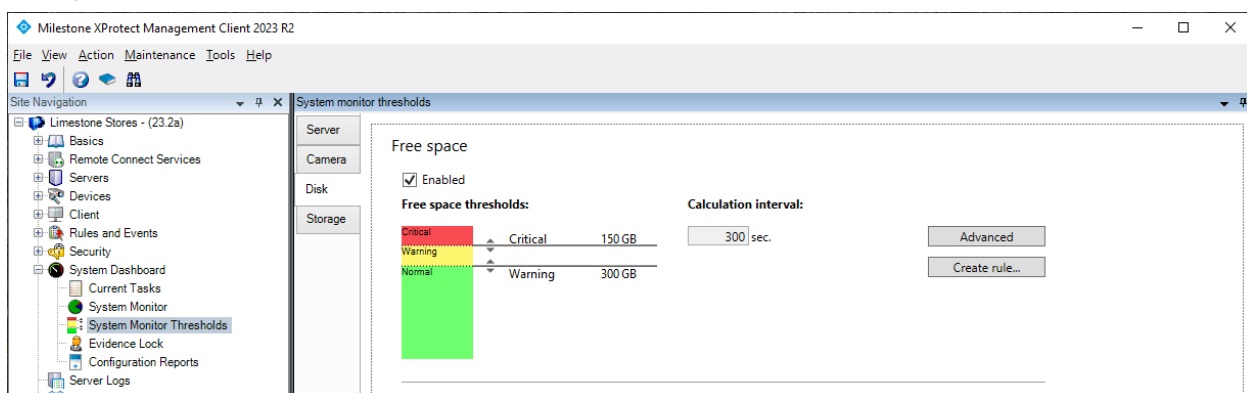 Milestone XProtect Management Client 2023 R2
File View Action Maintenance Tools Help
Site Navigation
System monitor thresholds
Limestone Stores - (23.2a)
Basics
Remote Connect Services
Servers
Devices
Client
Rules and Events
Security
System Dashboard
Current Tasks
System Monitor
System Monitor Thresholds
Evidence Lock
Configuration Reports
Server Logs
Server
Camera
Disk
Storage
Free space
Enabled
Free space thresholds: Calculation interval:
Critical
Warning
Normal
Critical 150 GB
Warning 300 GB
300 sec.
Advanced
Create rule...